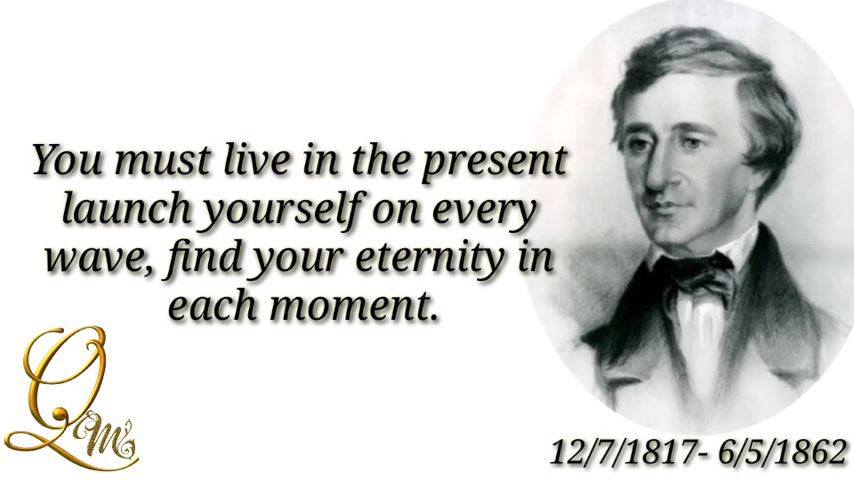 You must live in the present
launch yourself on every
wave, find your eternity in
each moment.
QMs
12/7/1817- 6/5/1862